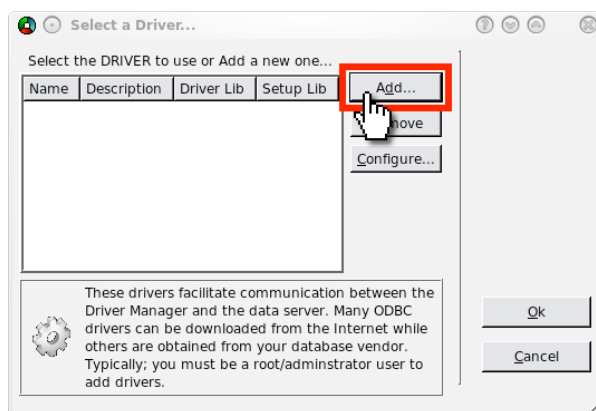 Select a Driver...
Select the DRIVER to use or Add a new one...
Name Description Driver Lib Setup Lib
Add...
Configure...
These drivers facilitate communication between the
Driver Manager and the data server. Many ODBC
drivers can be downloaded from the Internet while
others are obtained from your database vendor.
Typically; you must be a root/adminstrator user to
add drivers.
Ok
Cancel